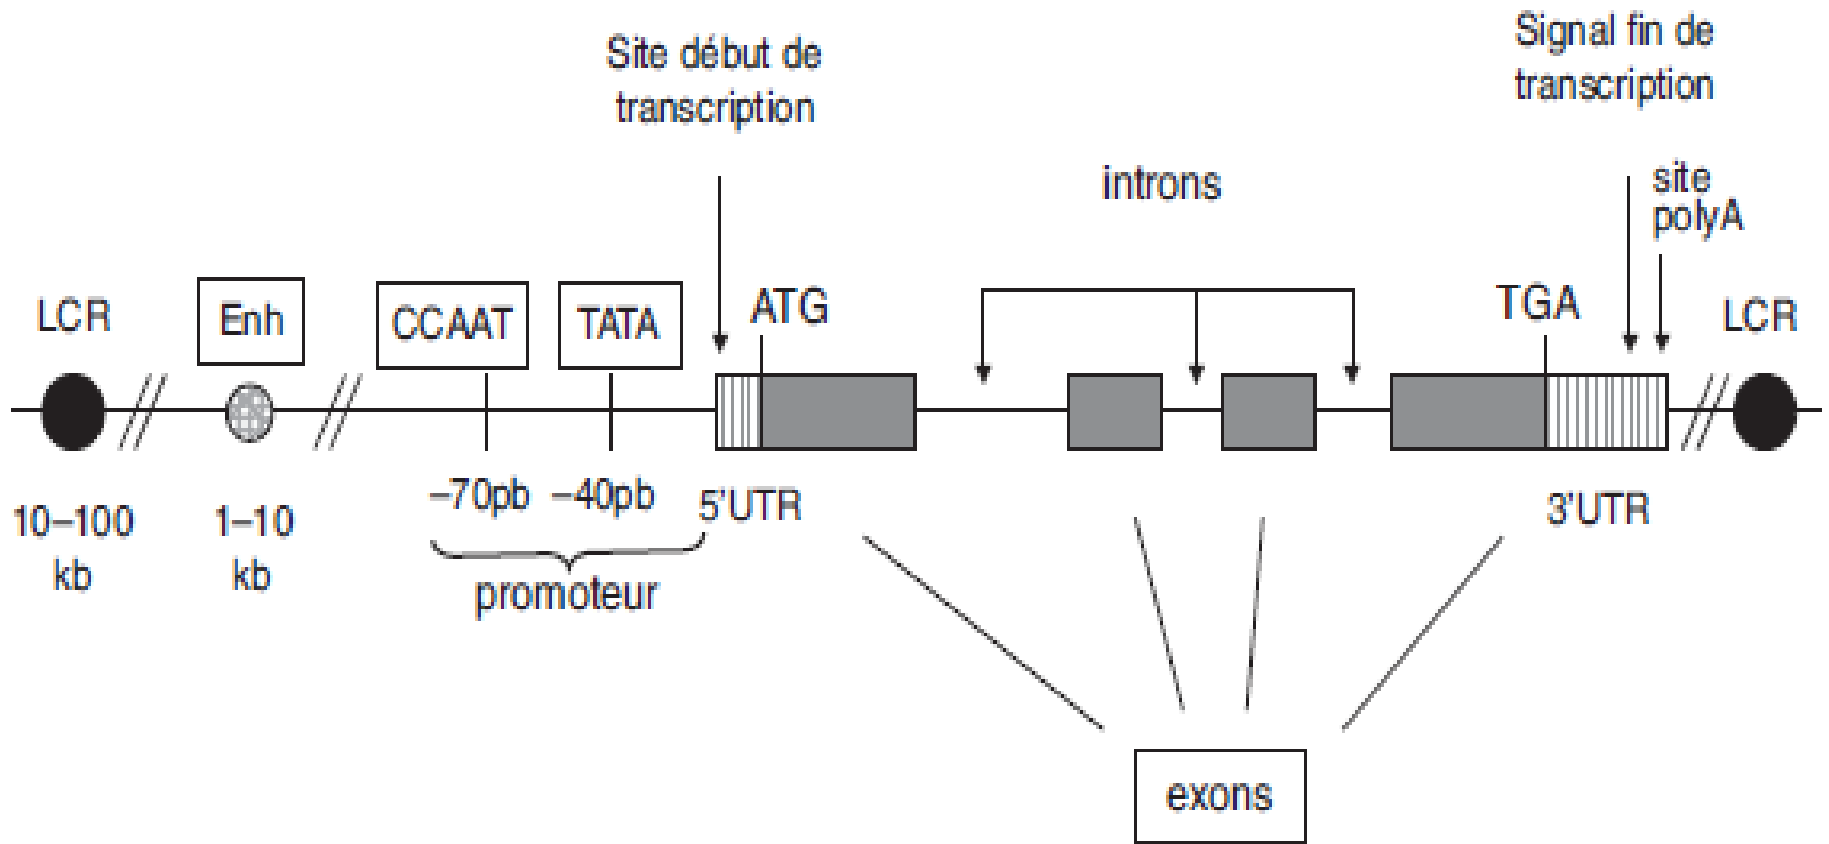 Site début de
transcription
Signal fin de
transcription
introns
site
polyA
LCR
Enh
CCAAT
TATA
ATG
TGA
LCR
–70pb
–40pb
5'UTR
3'UTR
10–100
kb
1–10
kb
promoteur
exons